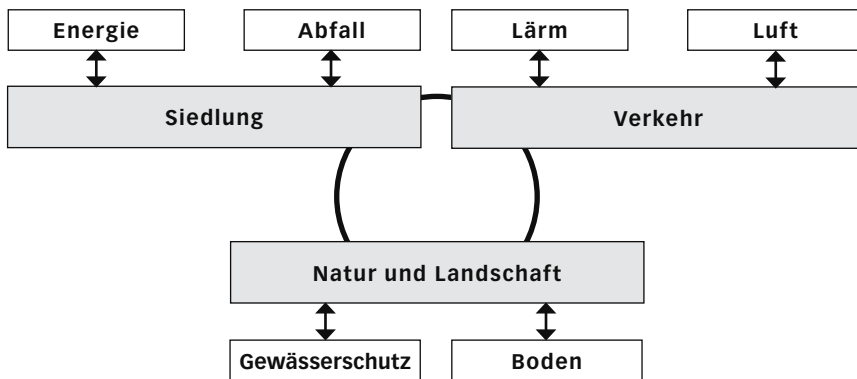 Energie
Abfall
Lärm
Luft
Siedlung
Verkehr
Natur und Landschaft
Gewässerschutz
Boden